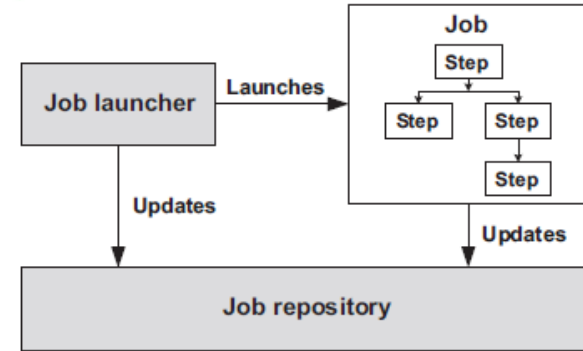 Job
Step
Launches
Job launcher
Step
Step
Step
Updates
Updates
Job repository